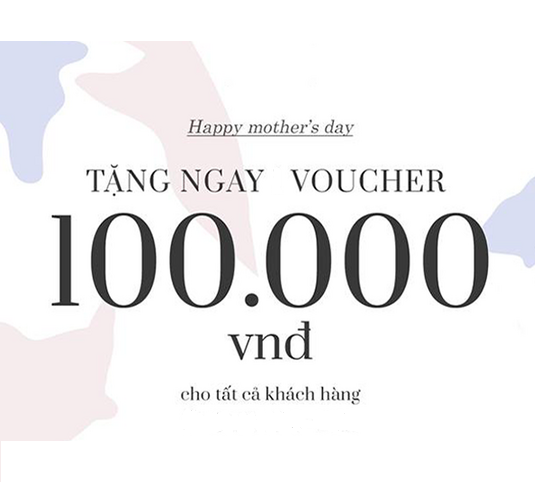 Happy mother's day
TẶNG NGAY VOUCHER
100.000
vnđ
cho tất cả khách hàng